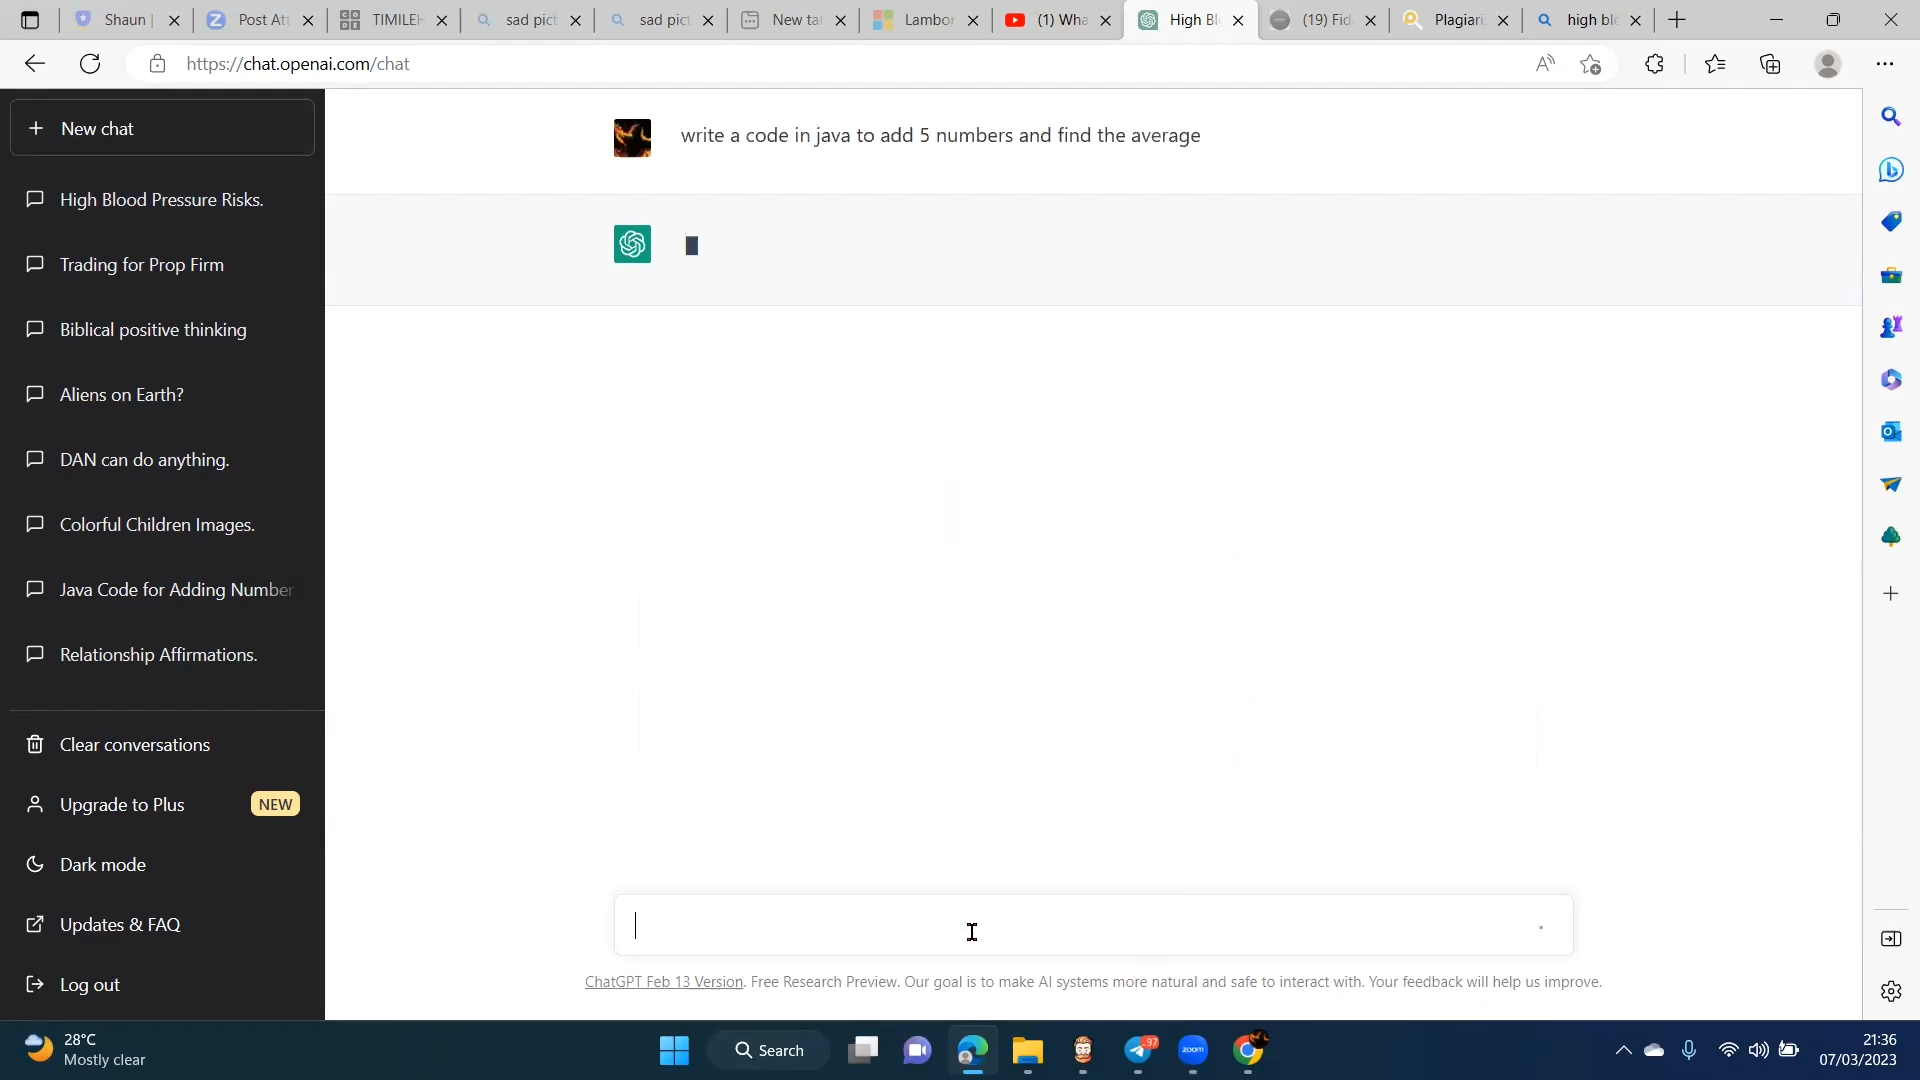 Shaun |
Post Att
TIMILEH
sad pict
sad pict
New tab
Lambor
(1) Wha
High Bl
(19) Fid
Plagiaris
high blo
https://chat.openai.com/chat
New chat
High Blood Pressure Risks.
Trading for Prop Firm
Biblical positive thinking
Aliens on Earth?
DAN can do anything.
Colorful Children Images.
Java Code for Adding Number
Relationship Affirmations.
Clear conversations
Upgrade to Plus NEW
Dark mode
Updates & FAQ
Log out
write a code in java to add 5 numbers and find the average
ChatGPT Feb 13 Version. Free Research Preview. Our goal is to make AI systems more natural and safe to interact with. Your feedback will help us improve.
28°C
Mostly clear
Search
97
zoom
21:36
07/03/2023